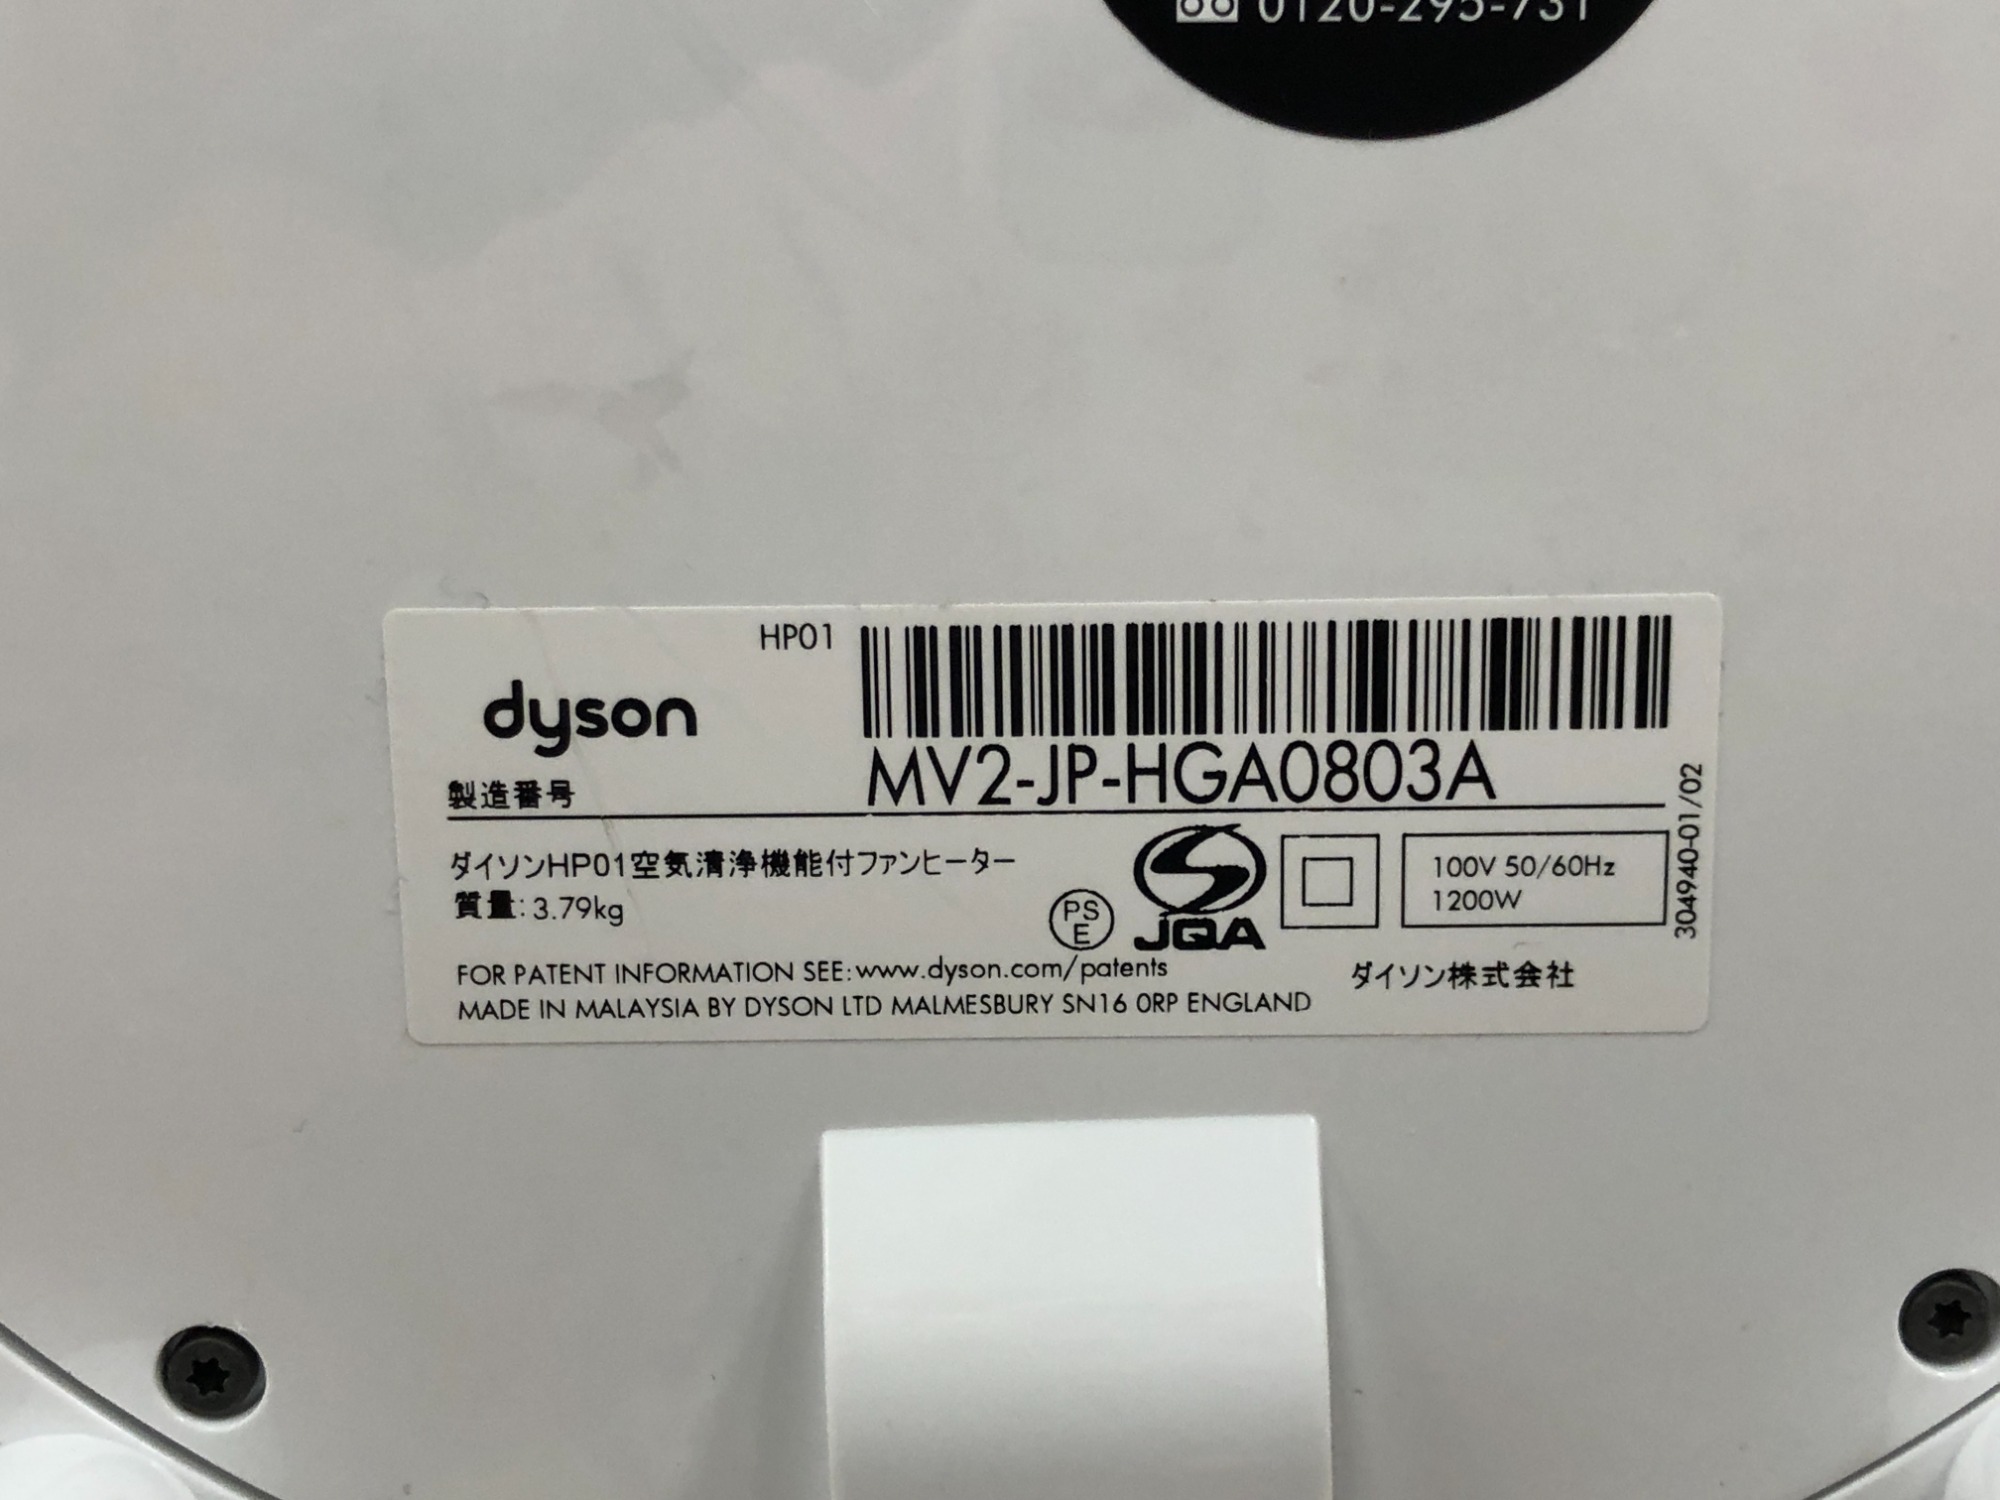 0120-295-731
HP01
dyson
製造番号
MV2-JP-HGA0803A
ダイソンHP01空気清浄機能付ファンヒーター
質量:3.79kg
PS
E
JQA
100V 50/60Hz
1200W
304940-01/02
FOR PATENT INFORMATION SEE:www.dyson.com/patents
ダイソン株式会社
MADE IN MALAYSIA BY DYSON LTD MALMESBURY SN16 0RP ENGLAND